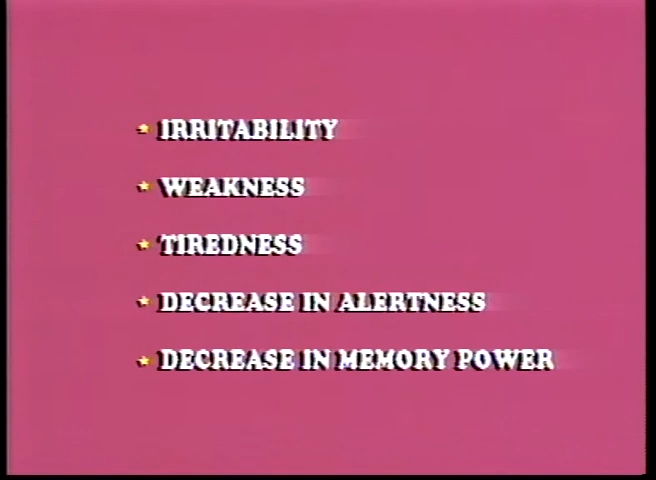 IRRITABILITY
WEAKNESS
TIREDNESS
DECREASE IN ALERTNESS
DECREASE IN MEMORY POWER